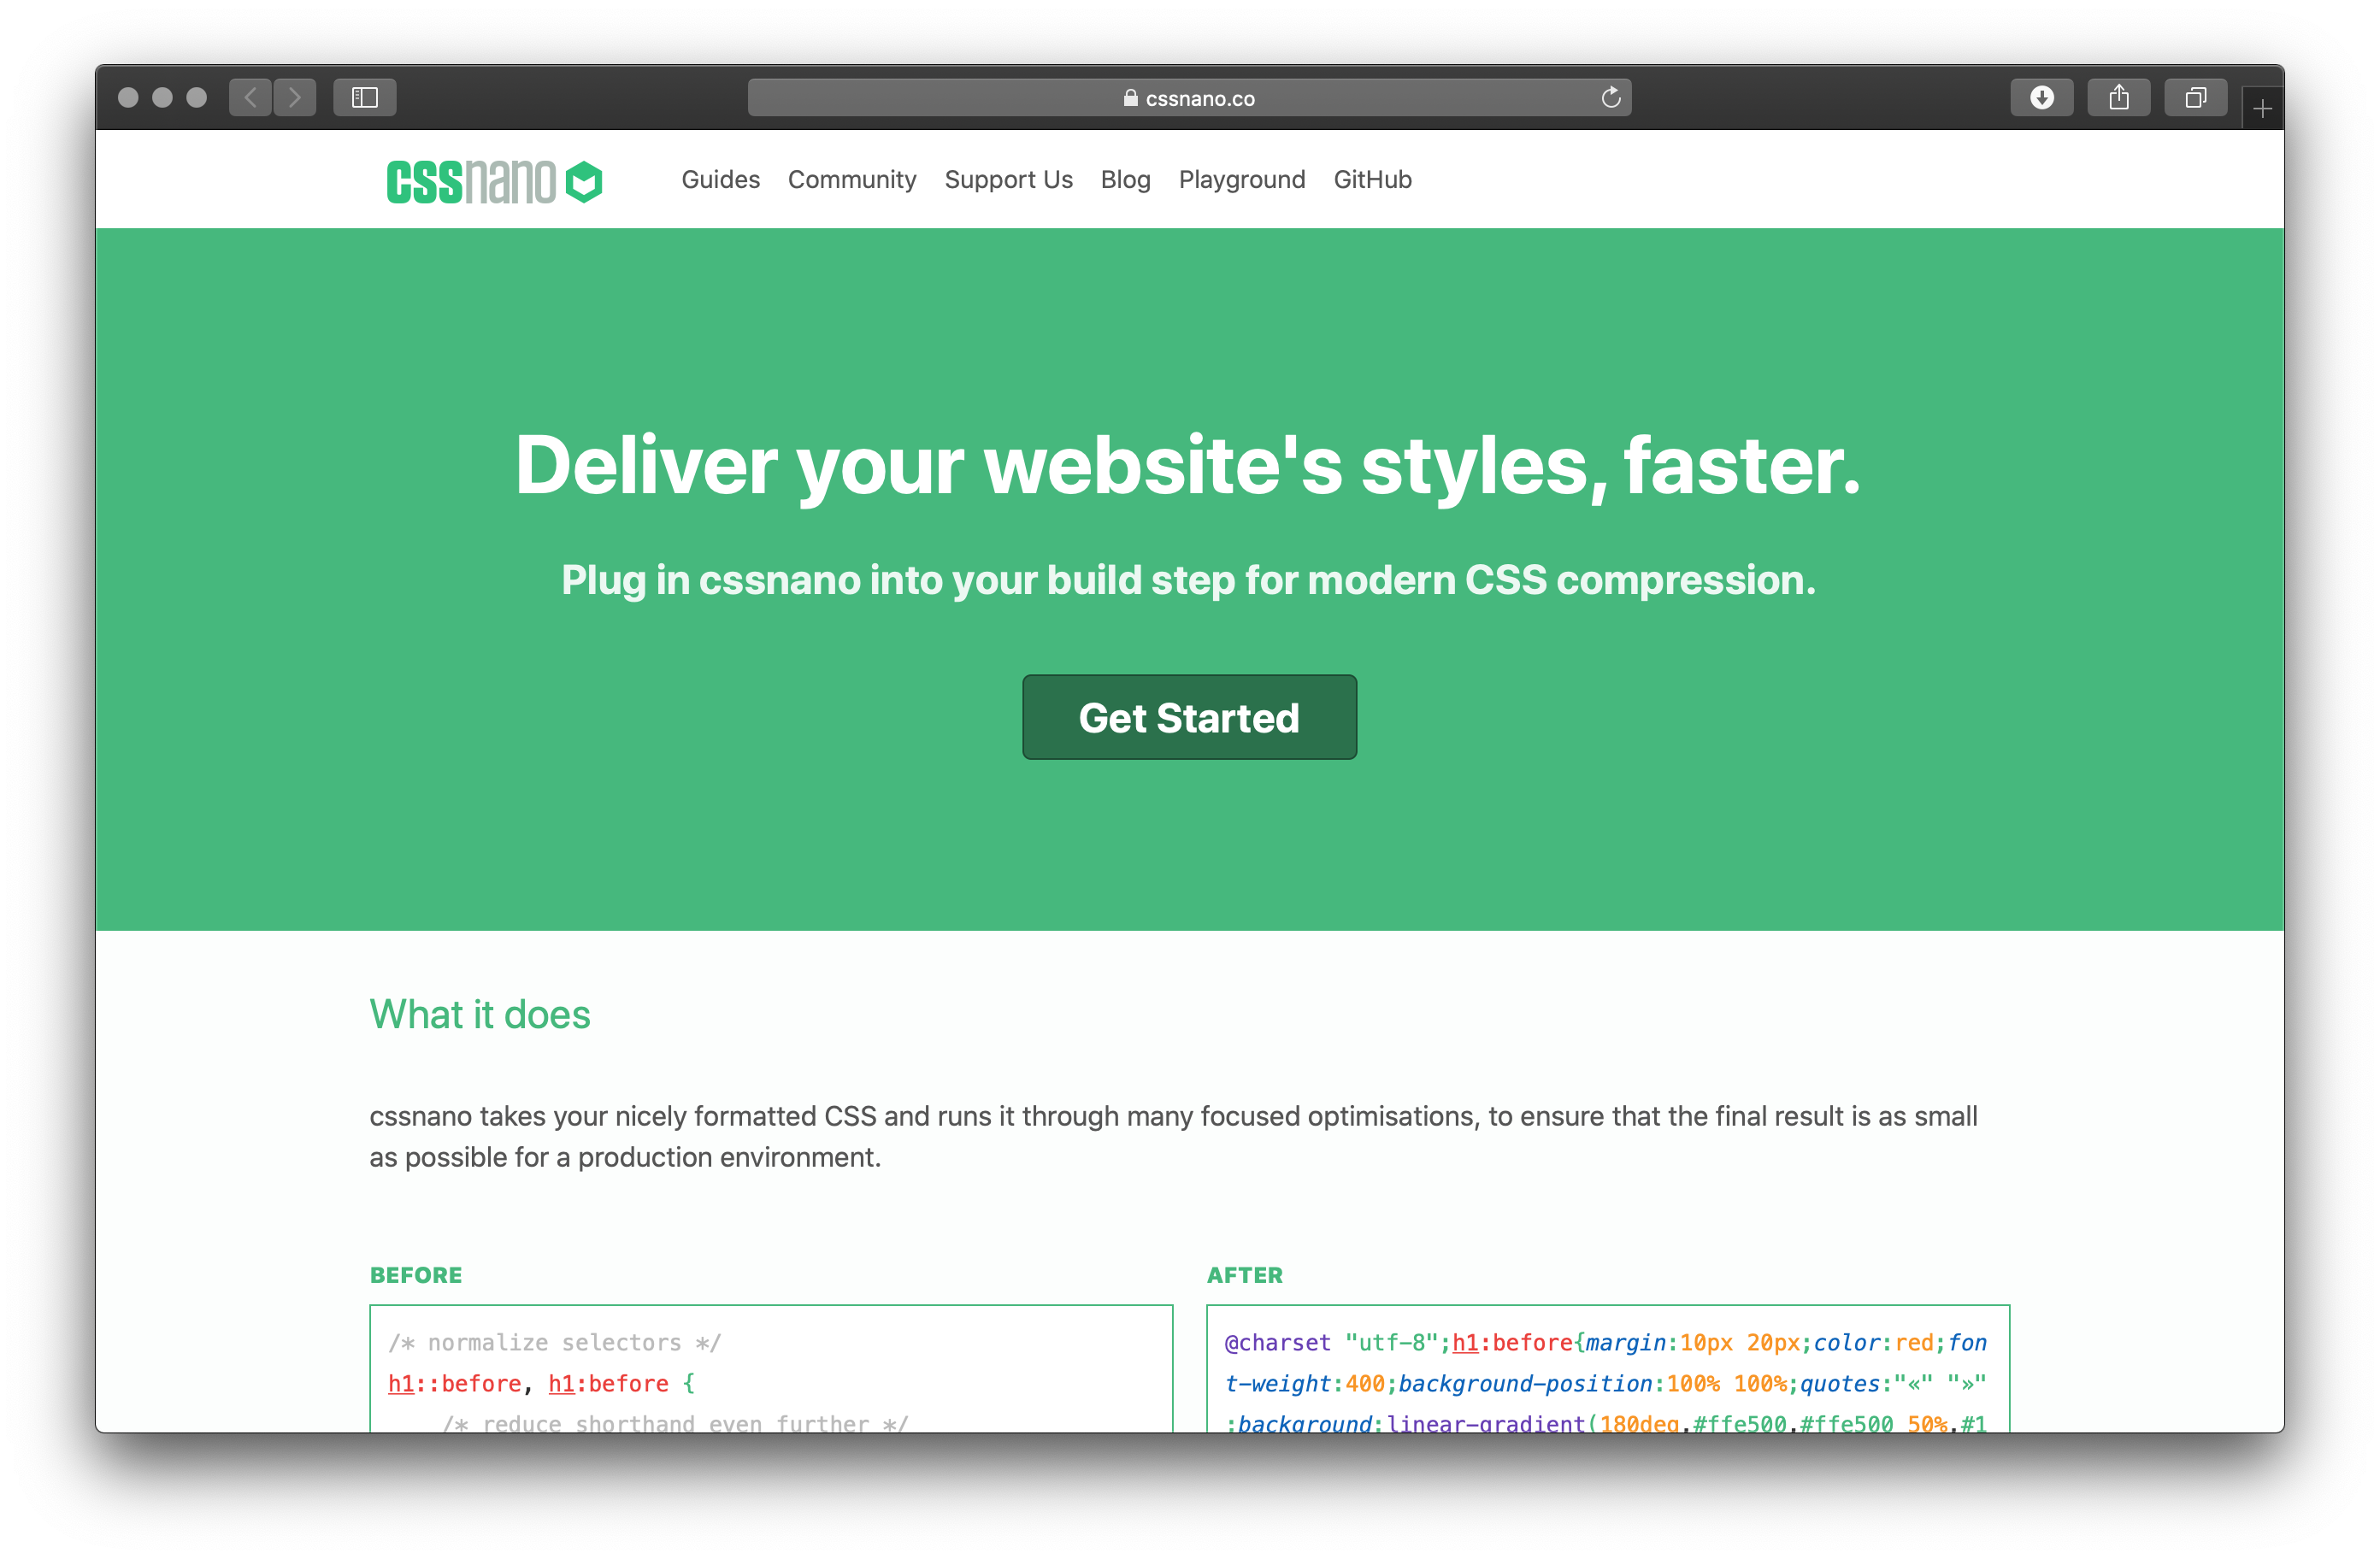 cssnano.co
cssnano
Guides Community Support Us Blog Playground GitHub
Deliver your website's styles, faster.
Plug in cssnano into your build step for modern CSS compression.
Get Started
What it does
cssnano takes your nicely formatted CSS and runs it through many focused optimisations, to ensure that the final result is as small
as possible for a production environment.
BEFORE
/* normalize selectors */
h1::before, h1:before {
/* reduce shorthand even further */
AFTER
@charset "utf-8";h1:before{margin:10px 20px;color:red;fon
t-weight:400;background-position:100% 100%;quotes:"«" "»"
;background:linear-gradient(180deg,#ffe500,#ffe500 50%,#1